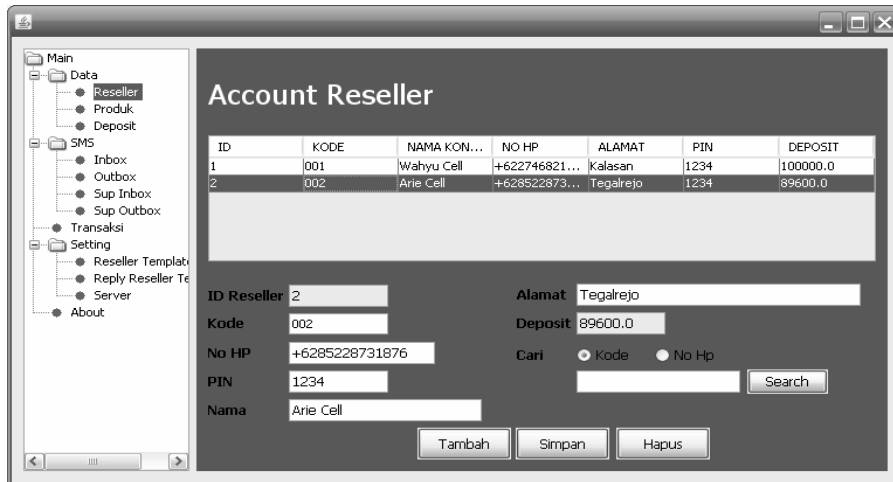 Main
Data
Reseller
Produk
Deposit
SMS
Inbox
Outbox
Sup Inbox
Sup Outbox
Transaksi
Setting
Reseller Templat
Reply Reseller Te
Server
About
Account Reseller
ID KODE NAMA KON... NO HP ALAMAT PIN DEPOSIT
1 001 Wahyu Cell +622746821... Kalasan 1234 100000.0
2 002 Arie Cell +628522873... Tegalrejo 1234 89600.0
ID Reseller 2 Alamat Tegalrejo
Kode 002 Deposit 89600.0
No HP +6285228731876 Cari Kode No Hp
PIN 1234 Search
Nama Arie Cell
Tambah Simpan Hapus